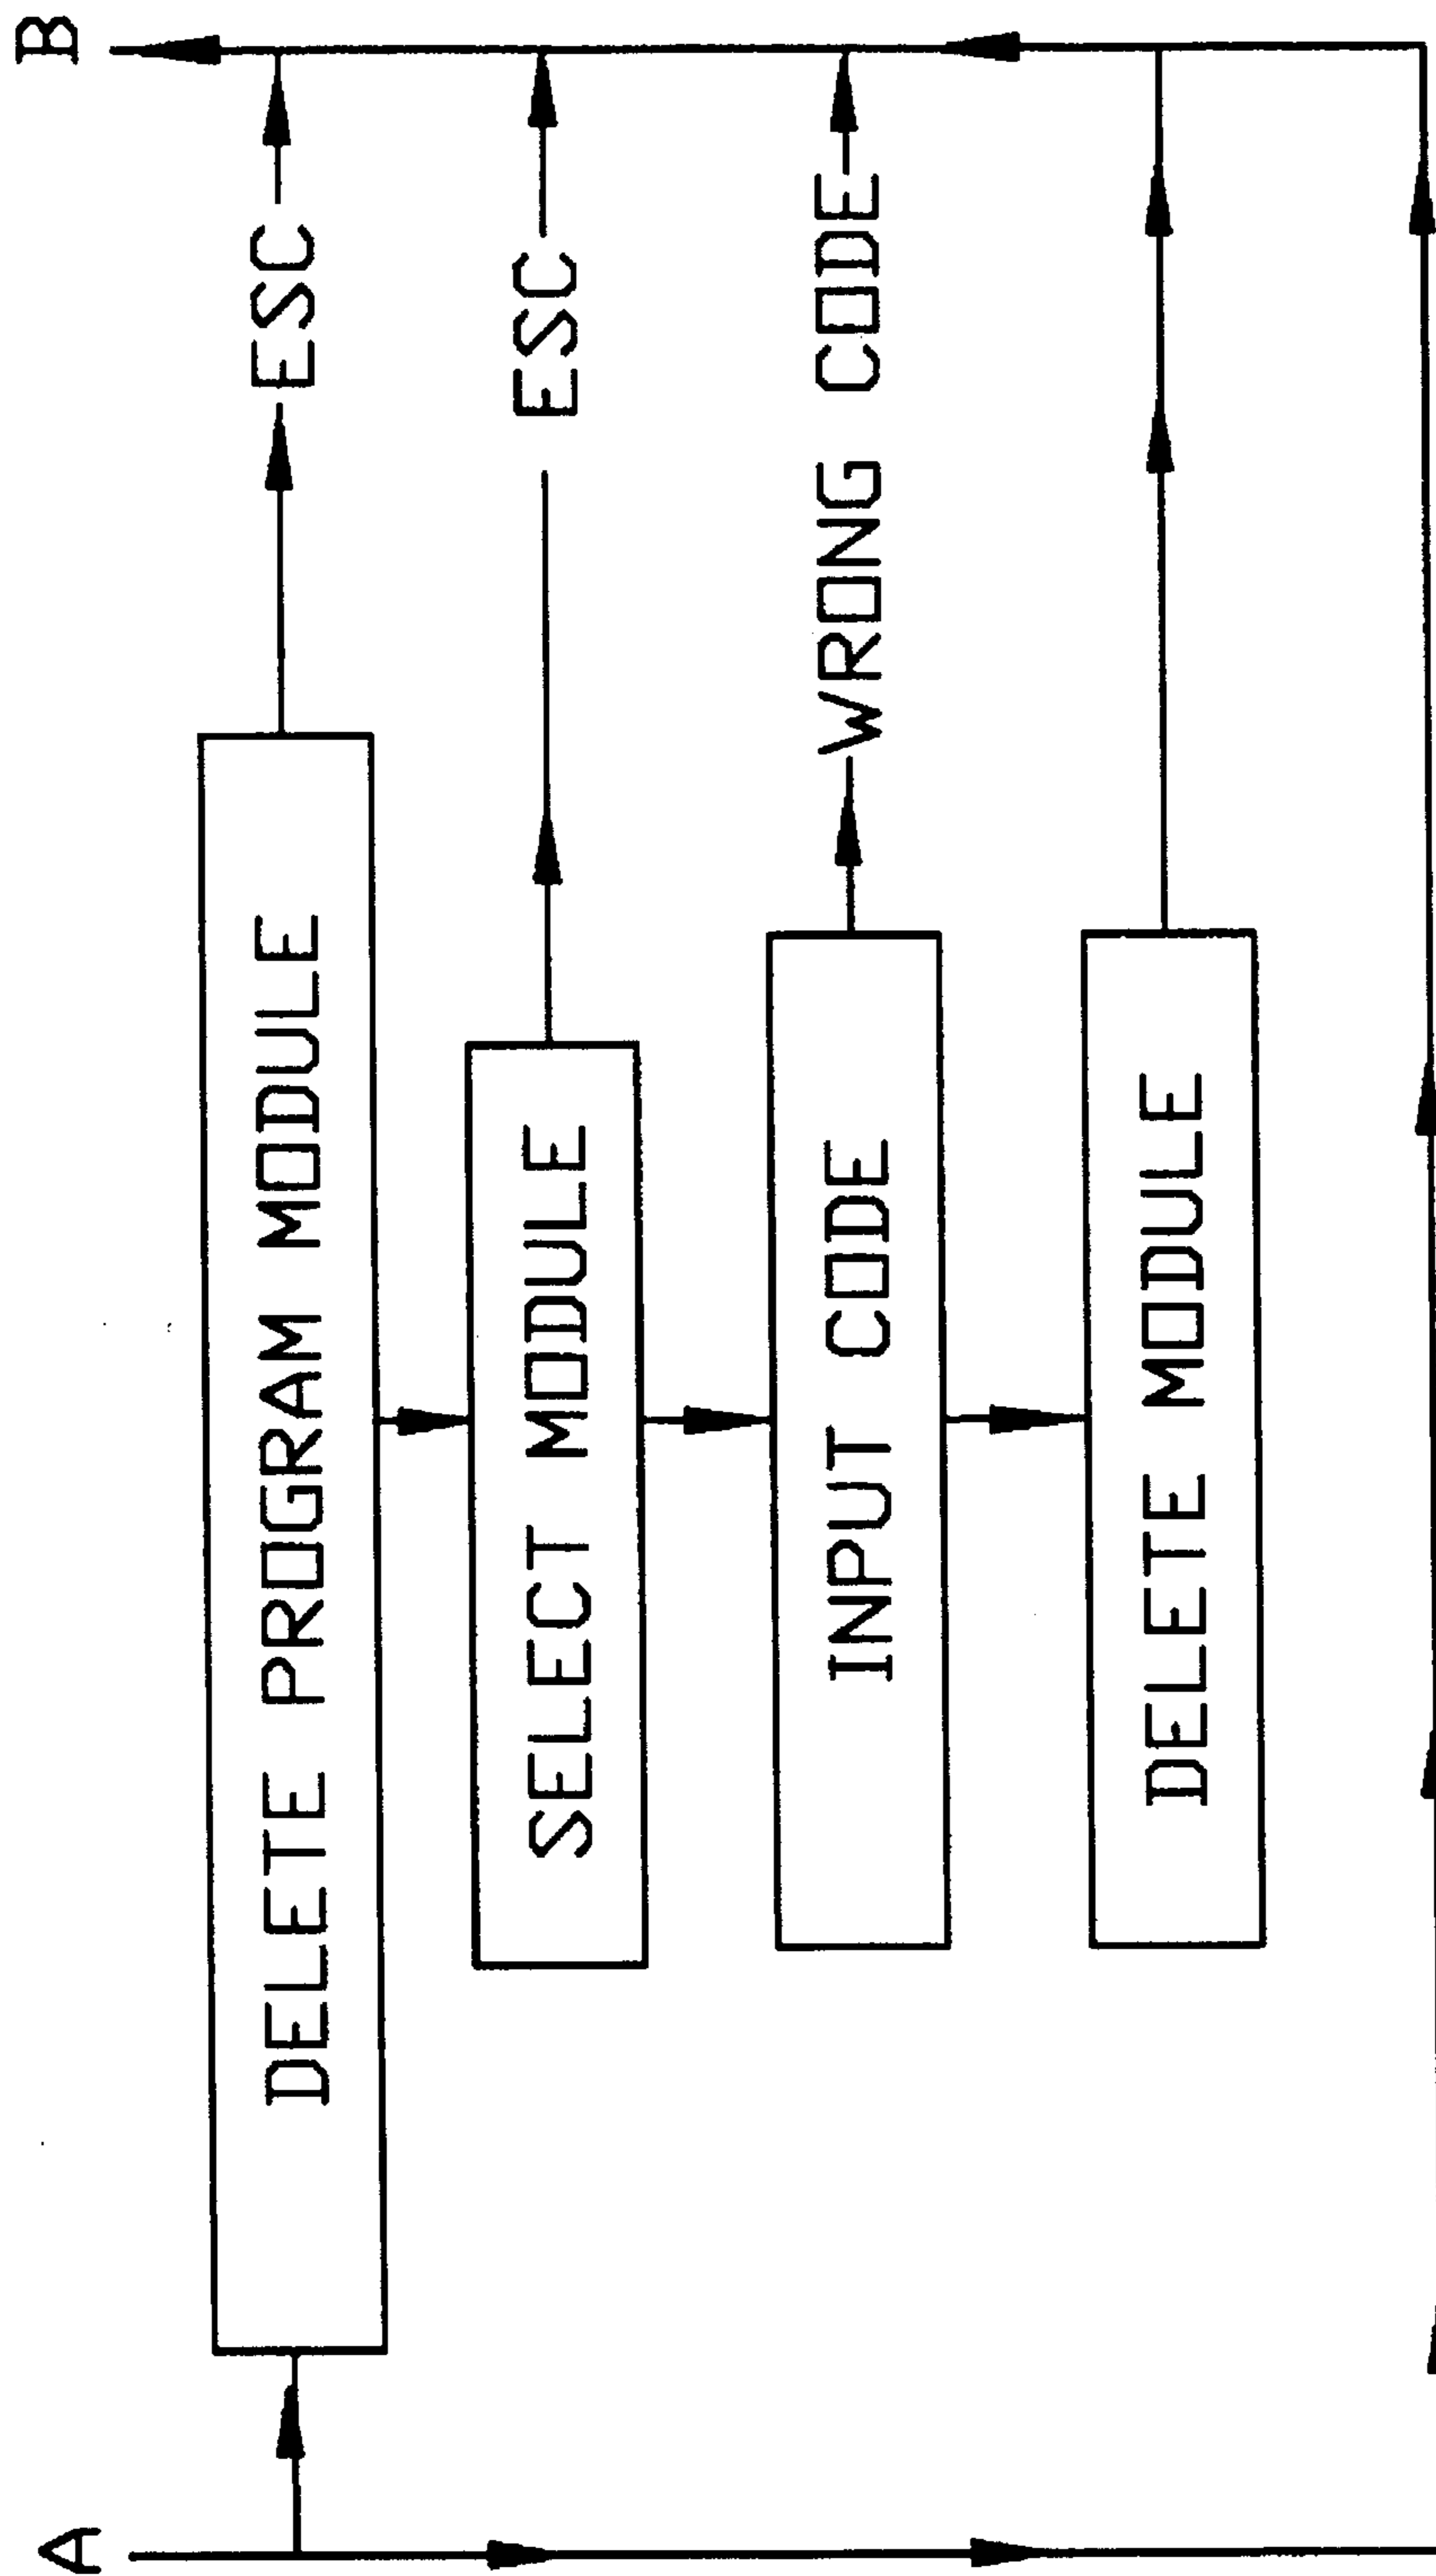 A
B
DELETE PROGRAM MODULE
ESC
SELECT MODULE
ESC
INPUT CODE
WRONG CODE
DELETE MODULE